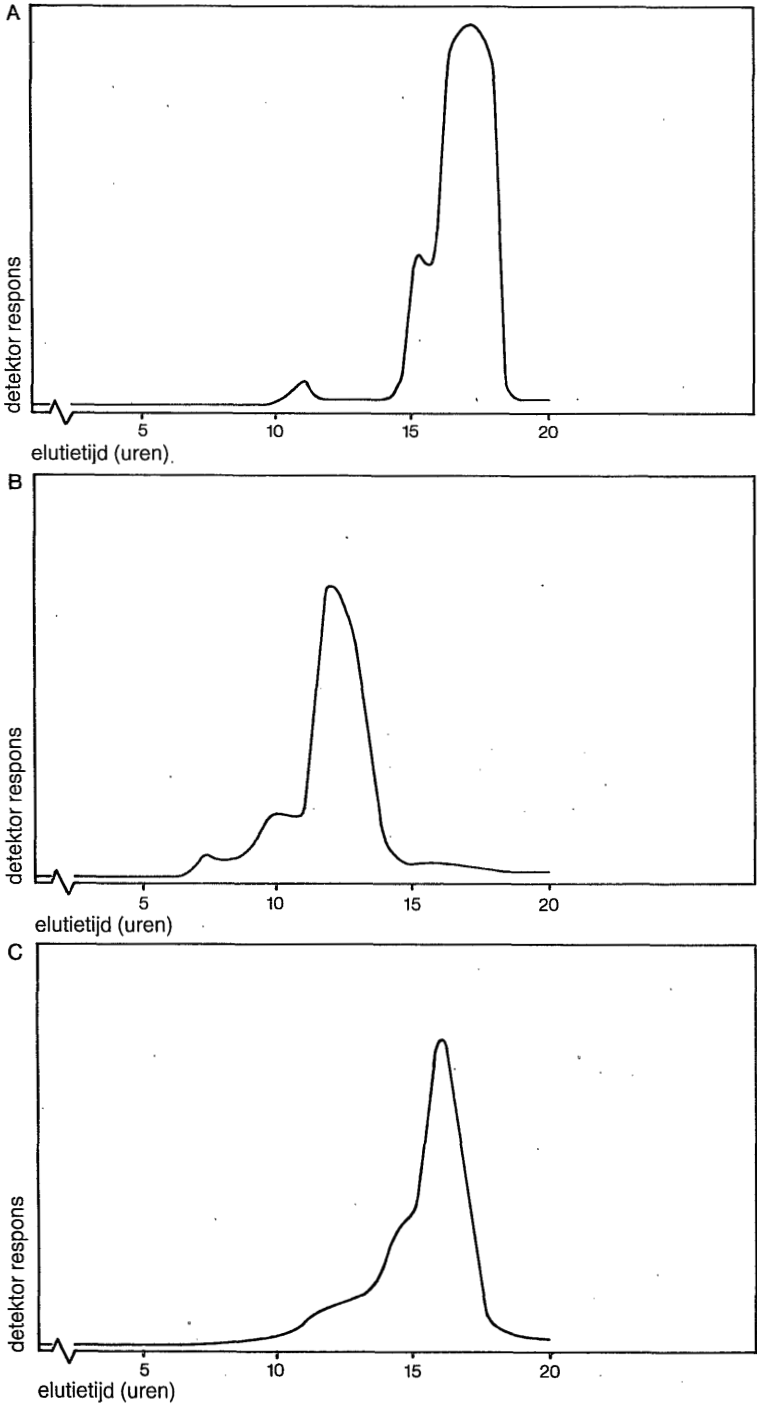 A
detektor respons
5 10 15 20
elutietijd (uren)
B
detektor respons
5 10 15 20
elutietijd (uren)
C
detektor respons
5 10 15 20
elutietijd (uren)